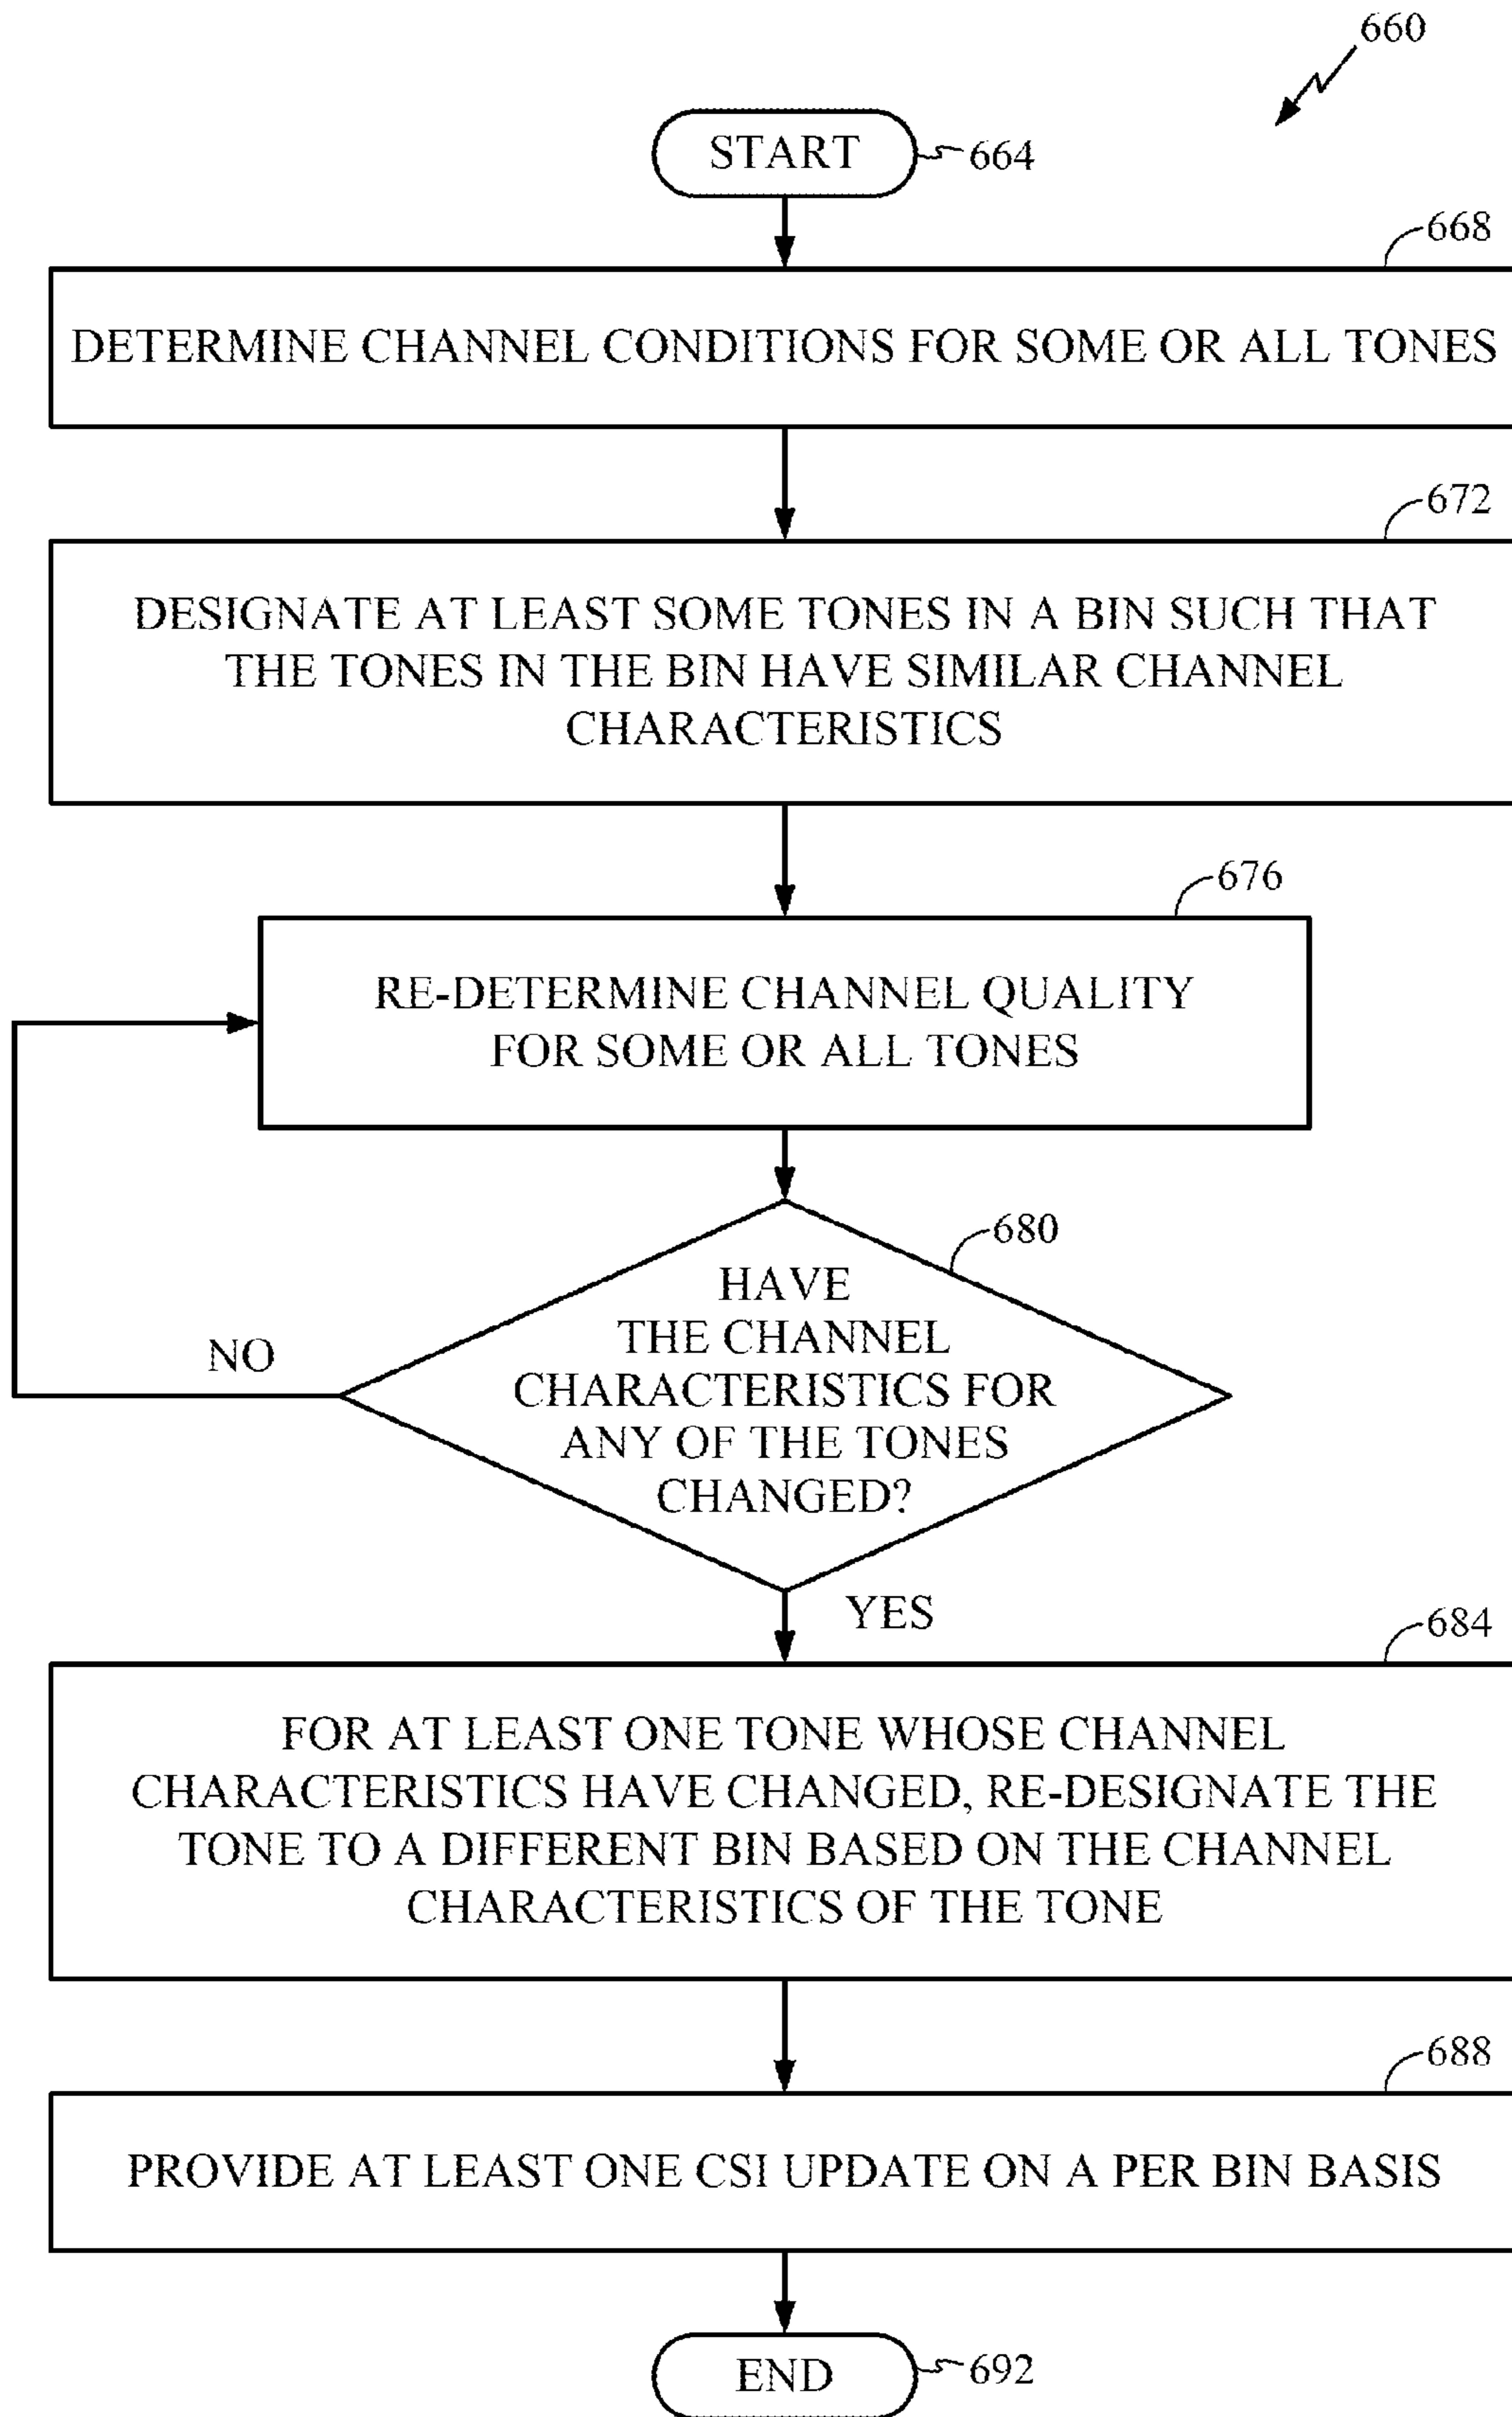 660
START
664
668
DETERMINE CHANNEL CONDITIONS FOR SOME OR ALL TONES
672
DESIGNATE AT LEAST SOME TONES IN A BIN SUCH THAT
THE TONES IN THE BIN HAVE SIMILAR CHANNEL
CHARACTERISTICS
676
RE-DETERMINE CHANNEL QUALITY
FOR SOME OR ALL TONES
680
HAVE
THE CHANNEL
CHARACTERISTICS FOR
ANY OF THE TONES
CHANGED?
NO
YES
684
FOR AT LEAST ONE TONE WHOSE CHANNEL
CHARACTERISTICS HAVE CHANGED, RE-DESIGNATE THE
TONE TO A DIFFERENT BIN BASED ON THE CHANNEL
CHARACTERISTICS OF THE TONE
688
PROVIDE AT LEAST ONE CSI UPDATE ON A PER BIN BASIS
END
692